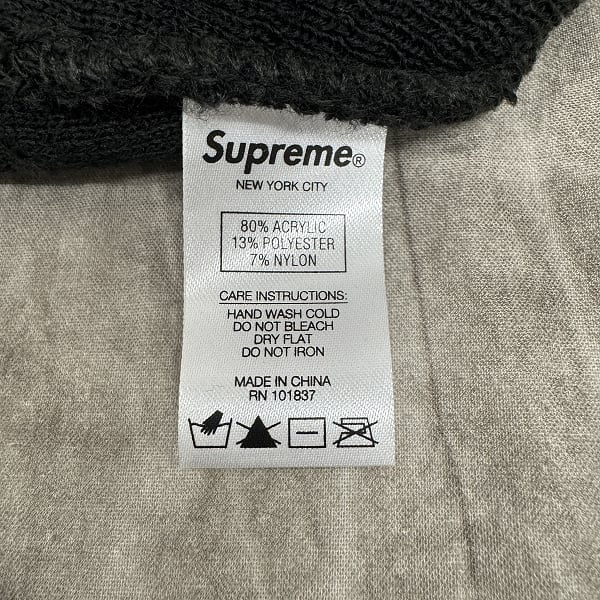 Supreme®
NEW YORK CITY
80% ACRYLIC
13% POLYESTER
7% NYLON
CARE INSTRUCTIONS:
HAND WASH COLD
DO NOT BLEACH
DRY FLAT
DO NOT IRON
MADE IN CHINA
RN 101837